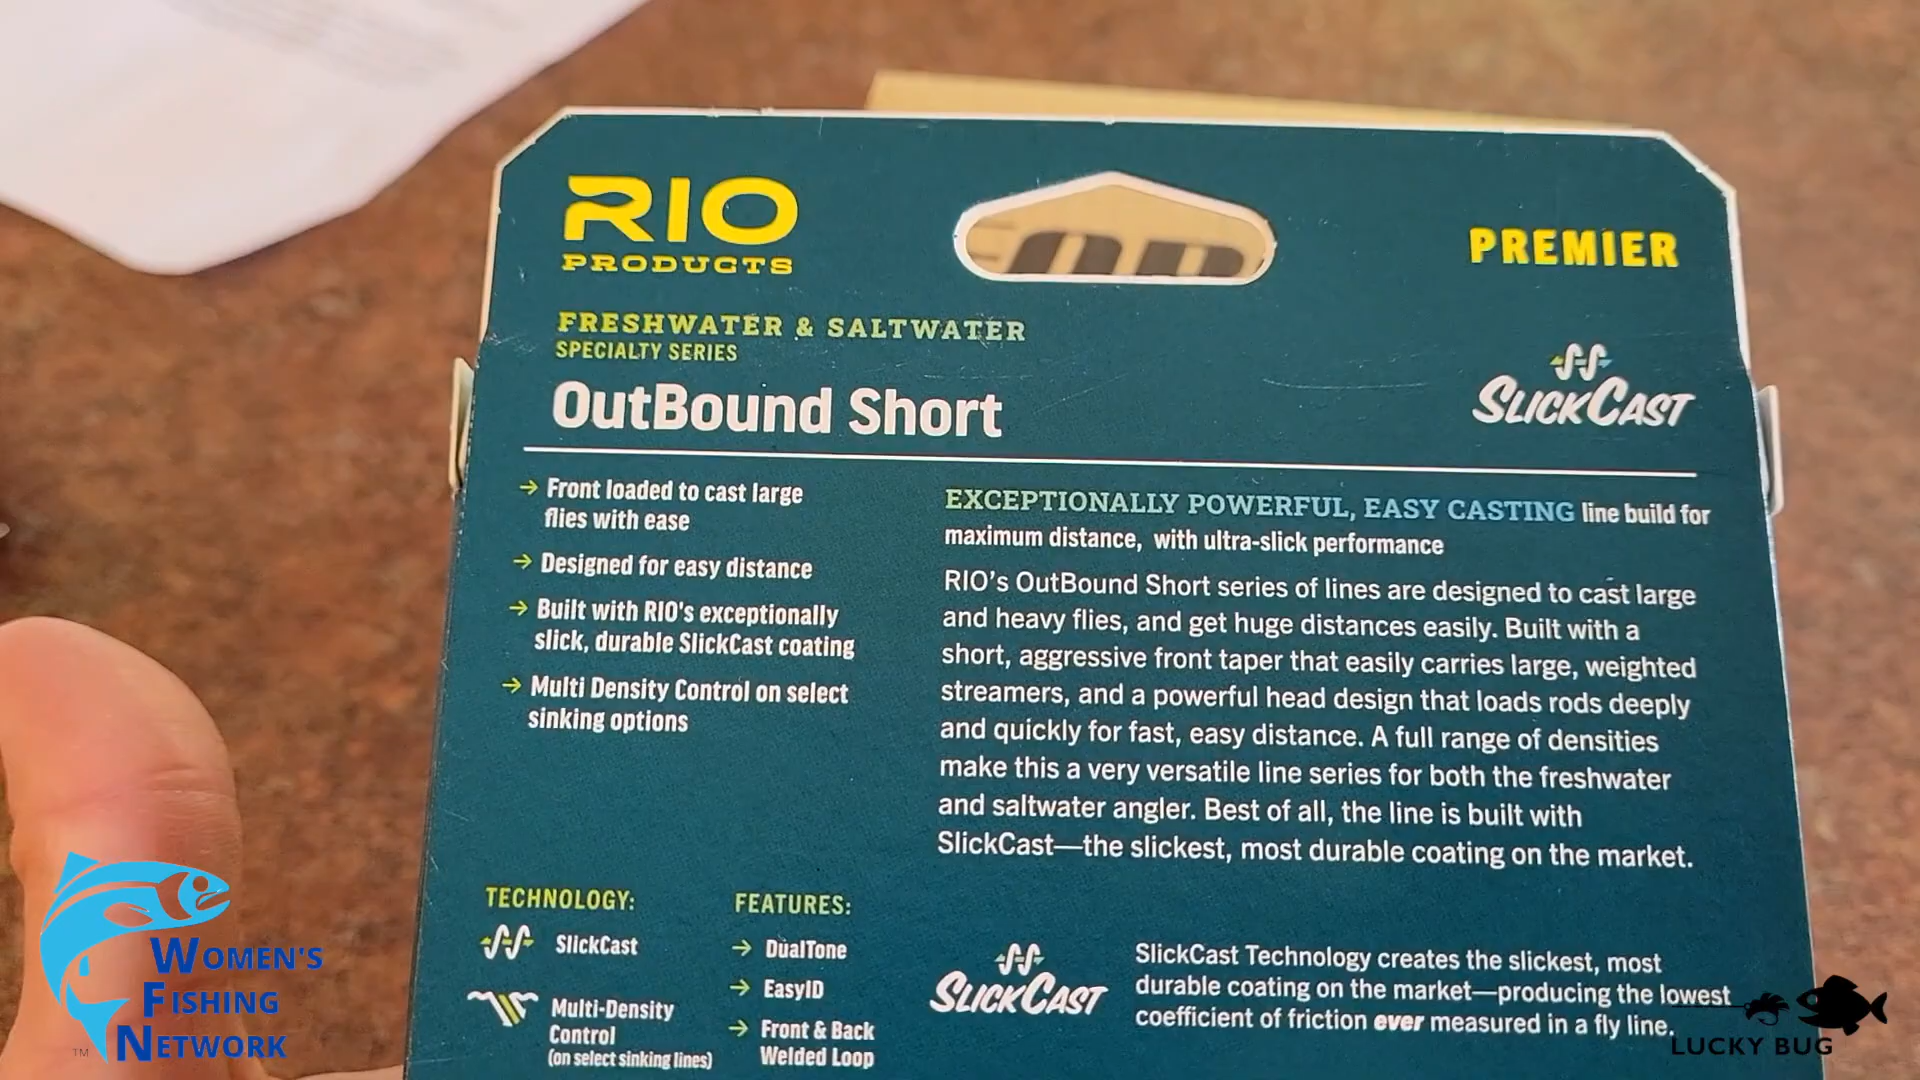 RIO
PRODUCTS
PREMIER
FRESHWATER & SALTWATER
SPECIALTY SERIES
OutBound Short
SLICKCAST
→ Front loaded to cast large
flies with ease
→ Designed for easy distance
→ Built with RIO's exceptionally
slick, durable SlickCast coating
→ Multi Density Control on select
sinking options
EXCEPTIONALLY POWERFUL, EASY CASTING line build for
maximum distance, with ultra-slick performance
RIO's OutBound Short series of lines are designed to cast large
and heavy flies, and get huge distances easily. Built with a
short, aggressive front taper that easily carries large, weighted
streamers, and a powerful head design that loads rods deeply
and quickly for fast, easy distance. A full range of densities
make this a very versatile line series for both the freshwater
and saltwater angler. Best of all, the line is built with
SlickCast—the slickest, most durable coating on the market.
TECHNOLOGY:
SlickCast
Multi-Density
Control
(on select sinking lines)
FEATURES:
→ DualTone
→ EasyID
→ Front & Back
Welded Loop
SLICKCAST
SlickCast Technology creates the slickest, most
durable coating on the market—producing the lowest
coefficient of friction ever measured in a fly line.
WOMEN'S
FISHING
NETWORK
TM
LUCKY BUG